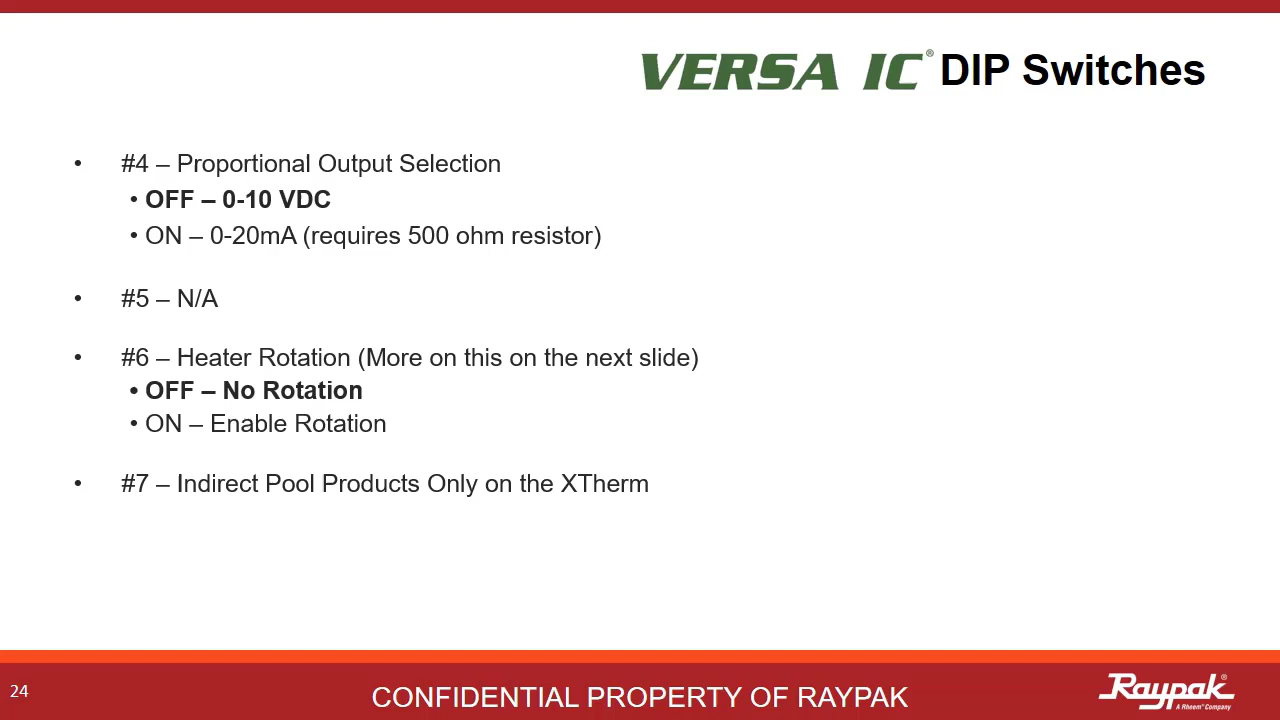 VERSA IC® DIP Switches
• #4 – Proportional Output Selection
• OFF – 0-10 VDC
• ON – 0-20mA (requires 500 ohm resistor)
• #5 – N/A
• #6 – Heater Rotation (More on this on the next slide)
• OFF – No Rotation
• ON – Enable Rotation
• #7 – Indirect Pool Products Only on the XTherm
24
CONFIDENTIAL PROPERTY OF RAYPAK
Raypak®
A Rheem® Company